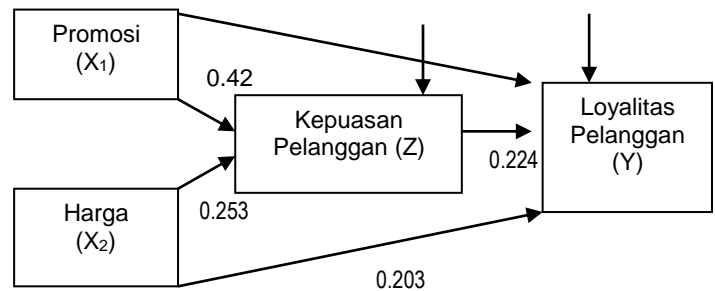 Promosi
(X₁)
0.42
Kepuasan
Pelanggan (Z)
Loyalitas
Pelanggan
(Y)
0.224
Harga
(X₂)
0.253
0.203